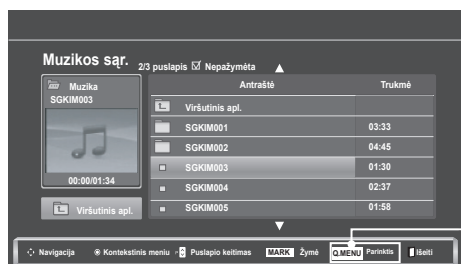 Muzikos sąr. 2/3 puslapis ☑ Nepažymėta
Muzika
SGKIM003
00:00/01:34
Viršutinis apl.
Antraštė Trukmė
Viršutinis apl.
SGKIM001 03:33
SGKIM002 04:45
SGKIM003 01:30
SGKIM004 02:37
SGKIM005 01:58
Navigacija Kontekstinis meniu P Puslapio keitimas MARK Žymė Q.MENU Parinktis Išeiti